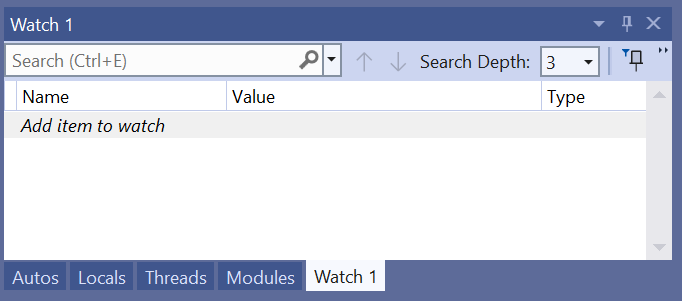 Watch 1
Search (Ctrl+E) Search Depth: 3
Name Value Type
Add item to watch
Autos Locals Threads Modules Watch 1